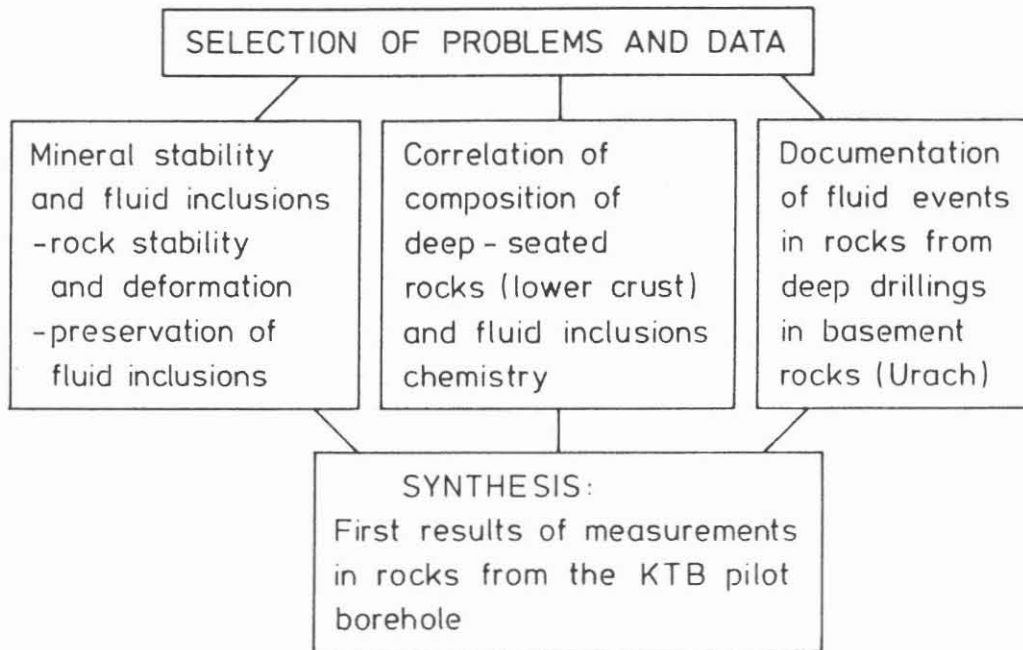 SELECTION OF PROBLEMS AND DATA
Mineral stability
and fluid inclusions
-rock stability
and deformation
-preservation of
fluid inclusions
Correlation of
composition of
deep-seated
rocks (lower crust)
and fluid inclusions
chemistry
Documentation
of fluid events
in rocks from
deep drillings
in basement
rocks (Urach)
SYNTHESIS:
First results of measurements
in rocks from the KTB pilot
borehole